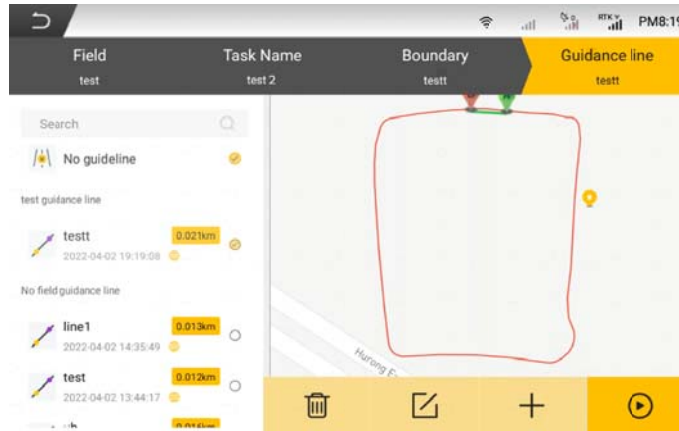 RTK PM8:19
Field Task Name Boundary Guidance line
test test 2 testt testt
Search
No guideline
test guidance line
testt 0.021km
2022-04-02 19:19:08
No field guidance line
line1 0.013km
2022-04-02 14:35:49
test 0.012km
2022-04-02 13:44:17
Hurong